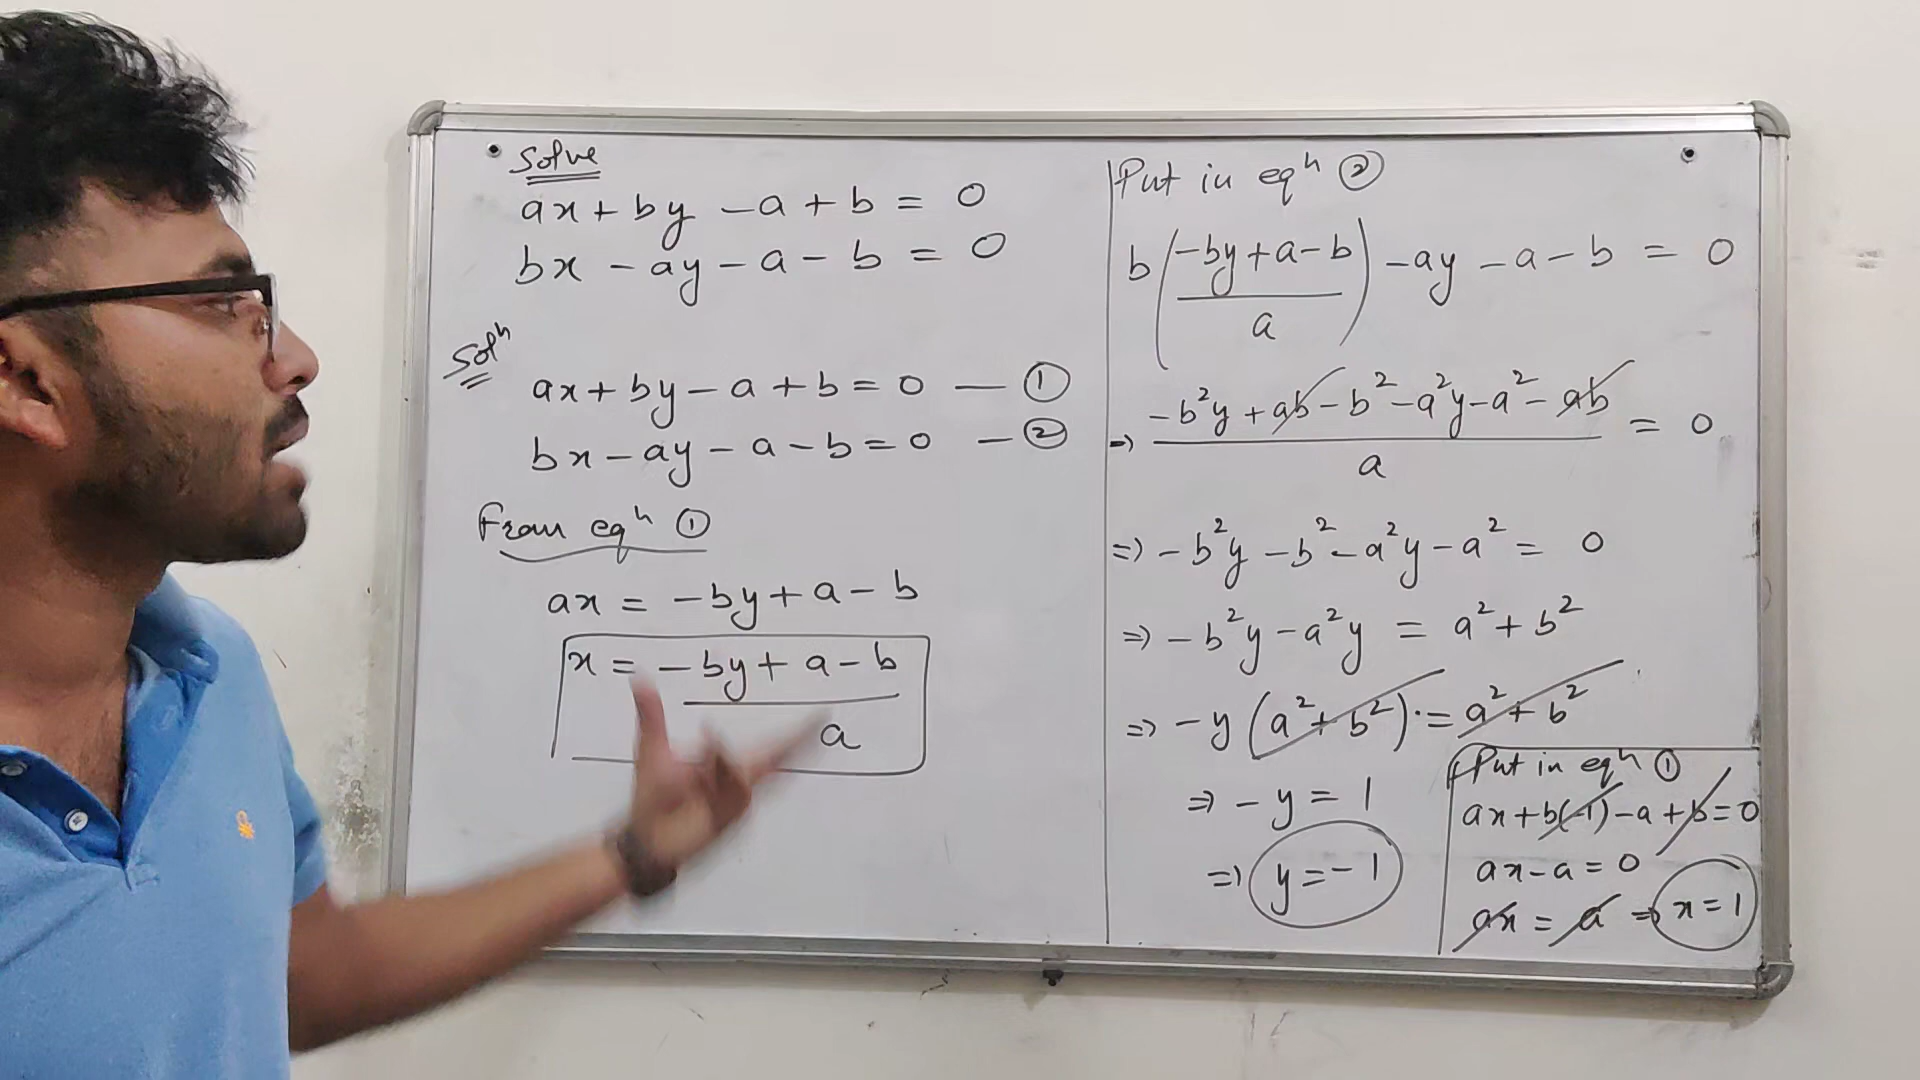 Solve
ax + by - a + b = 0
bx - ay - a - b = 0
Solⁿ
ax + by - a + b = 0 — ①
bx - ay - a - b = 0 — ②
From eqⁿ ①
ax = -by + a - b
x = -by + a - b
a
Put in eqⁿ ②
b(-by + a - b / a) - ay - a - b = 0
=> -b²y + ab - b² - a²y - a² - ab / a = 0
=> -b²y - b² - a²y - a² = 0
=> -b²y - a²y = a² + b²
=> -y (a² + b²) · = a² + b²
=> -y = 1
=> y = -1
Put in eqⁿ ①
ax + b(-1) - a + b = 0
ax - a = 0
ax = a => x = 1